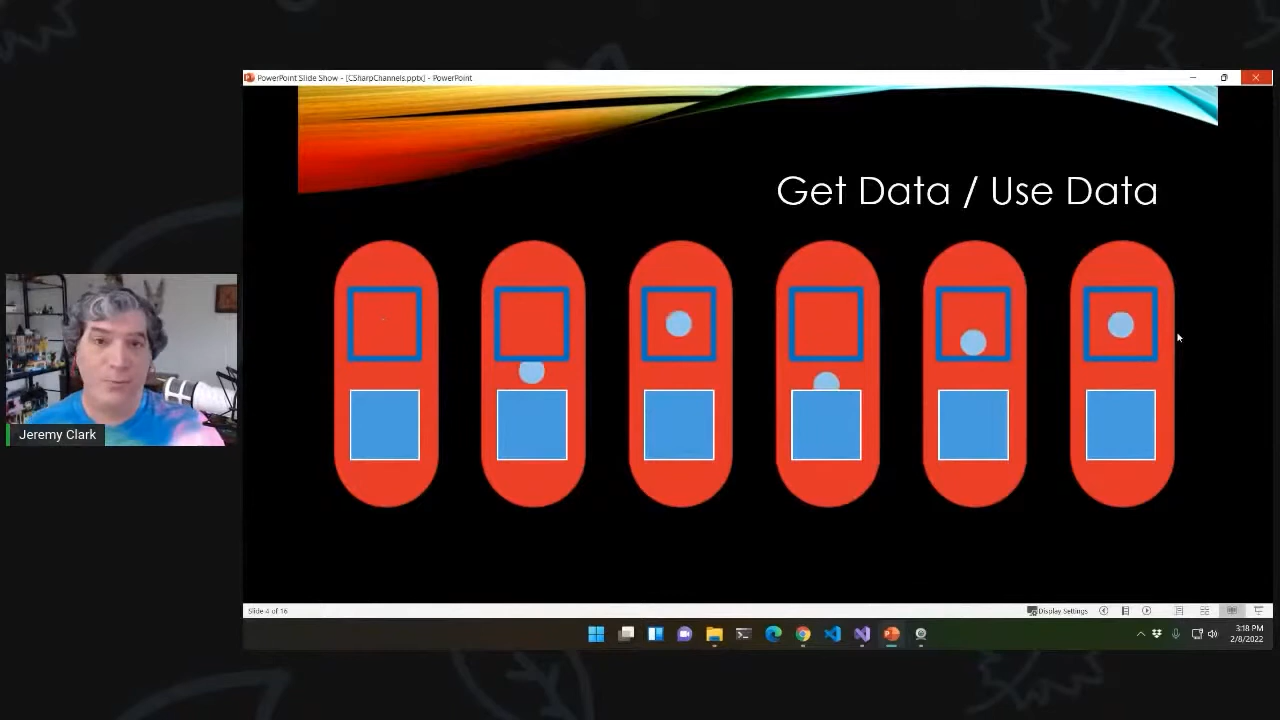 PowerPoint Slide Show - [CSharpChannels.pptx] - PowerPoint
Get Data / Use Data
Jeremy Clark
Slide 4 of 16
Display Settings
3:18 PM
2/8/2022